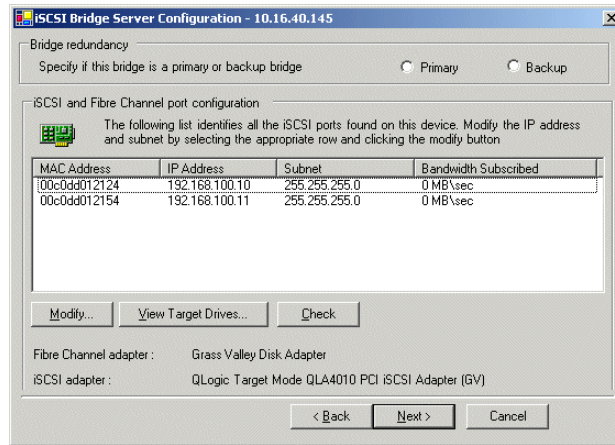 iSCSI Bridge Server Configuration - 10.16.40.145
Bridge redundancy
Specify if this bridge is a primary or backup bridge
Primary
Backup
iSCSI and Fibre Channel port configuration
The following list identifies all the iSCSI ports found on this device. Modify the IP address
and subnet by selecting the appropriate row and clicking the modify button
MAC Address IP Address Subnet Bandwidth Subscribed
00c0dd012124 192.168.100.10 255.255.255.0 0 MB\sec
00c0dd012154 192.168.100.11 255.255.255.0 0 MB\sec
Modify... View Target Drives... Check
Fibre Channel adapter : Grass Valley Disk Adapter
iSCSI adapter : QLogic Target Mode QLA4010 PCI iSCSI Adapter (GV)
< Back Next > Cancel